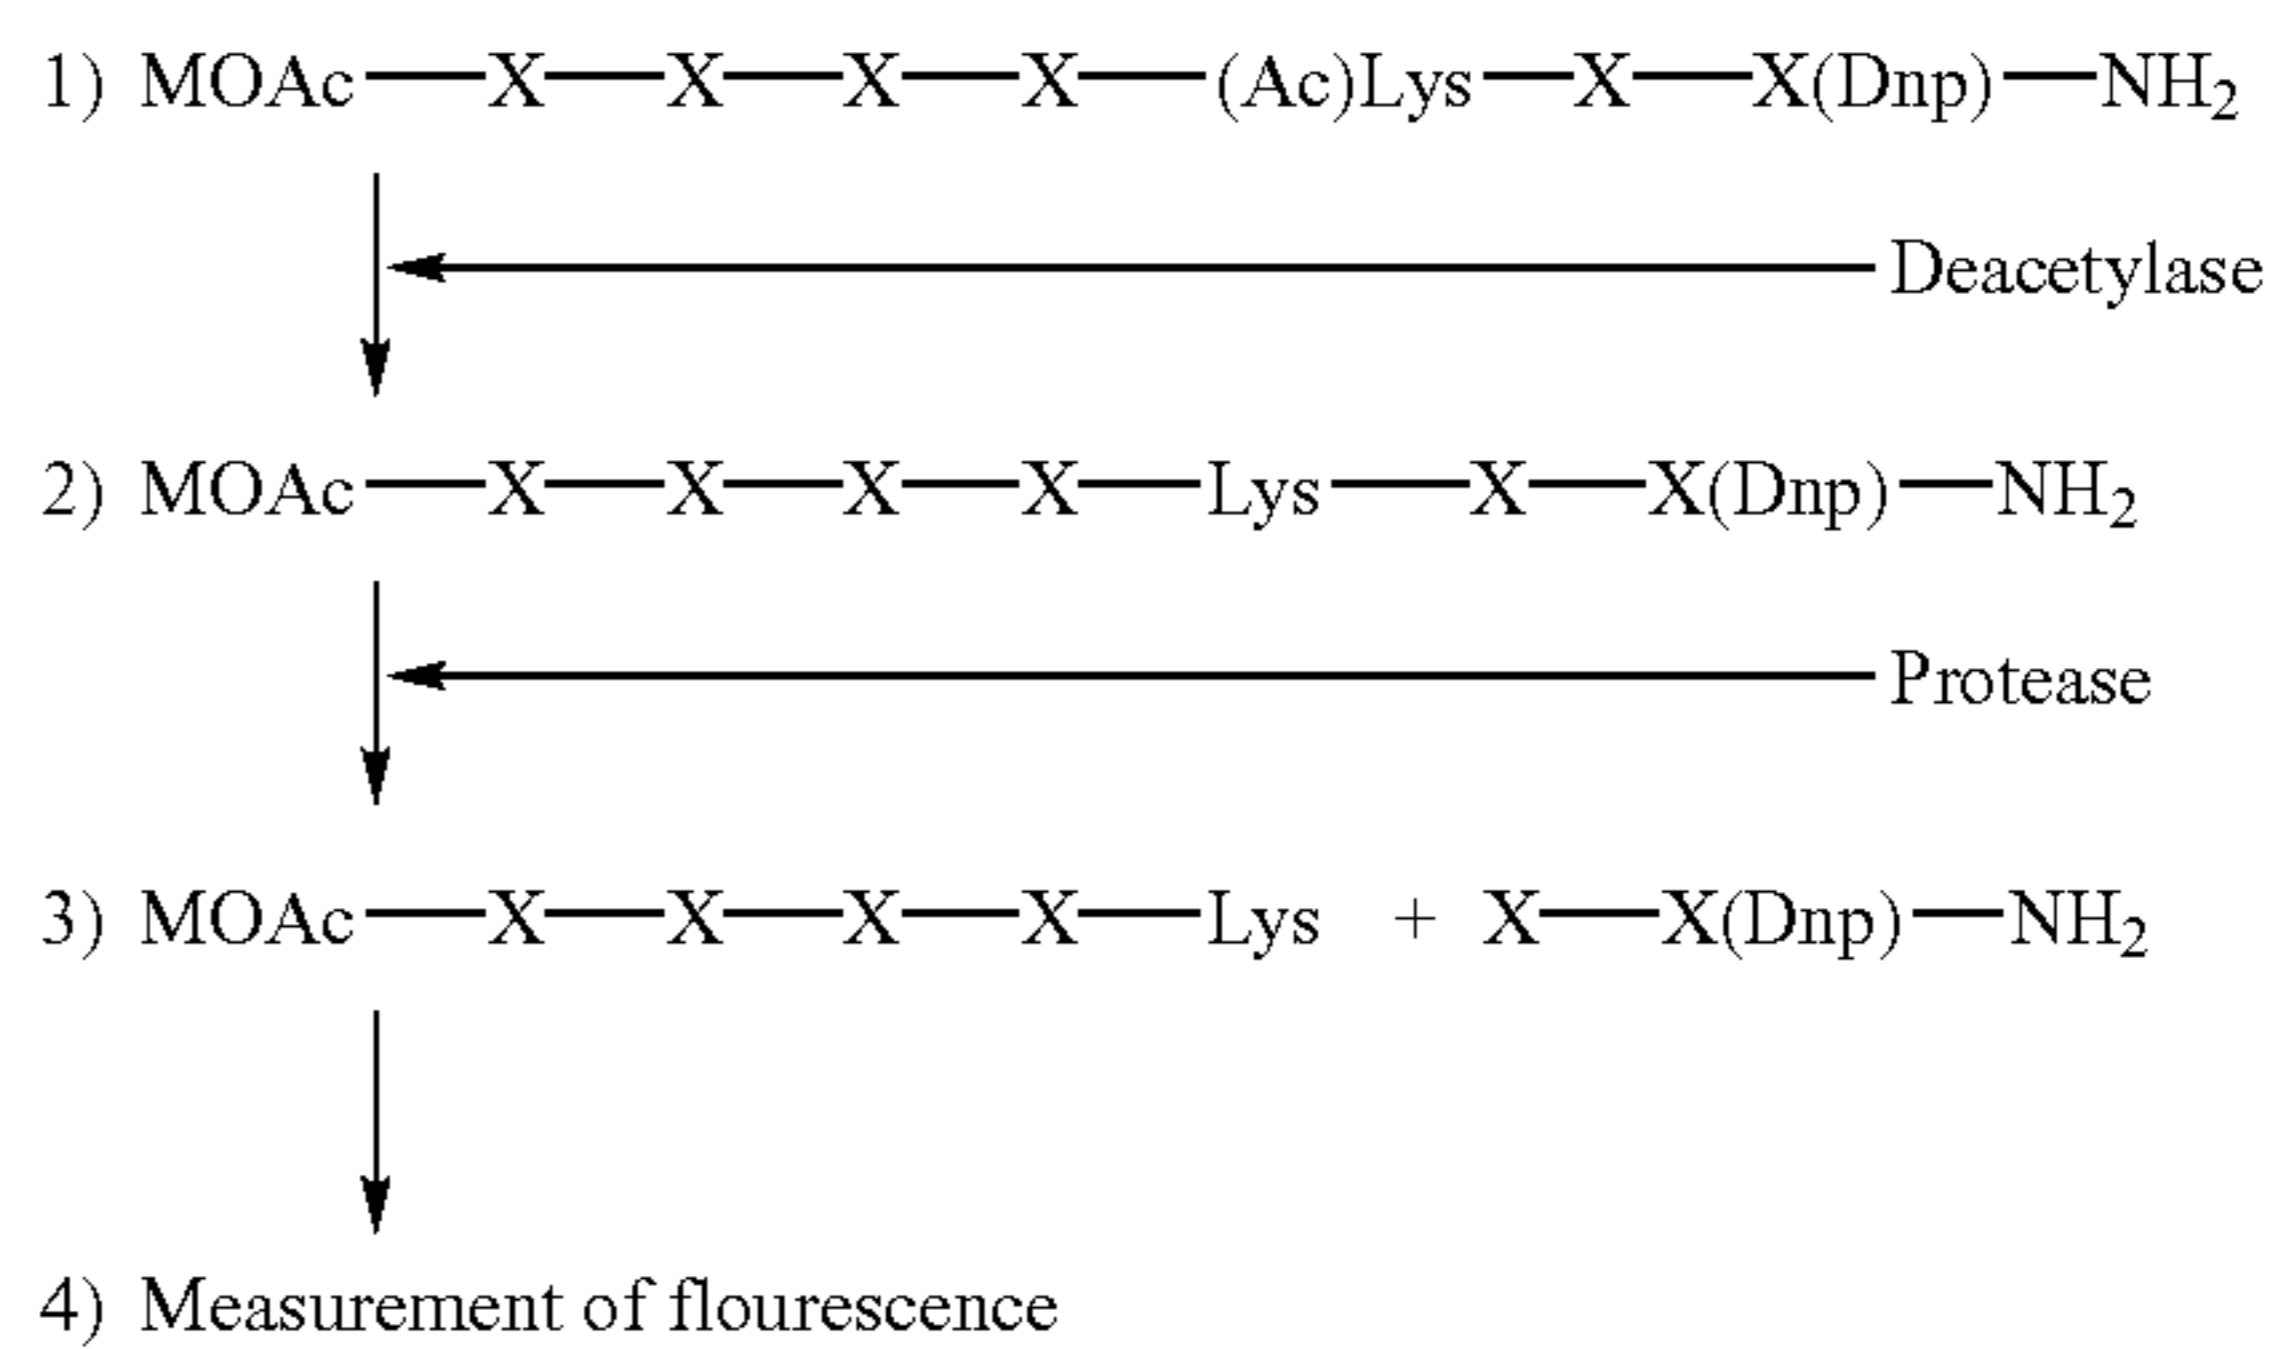 1) MOAc—X—X—X—X—(Ac)Lys—X—X(Dnp)—NH₂
Deacetylase
2) MOAc—X—X—X—X—Lys—X—X(Dnp)—NH₂
Protease
3) MOAc—X—X—X—X—Lys + X—X(Dnp)—NH₂
4) Measurement of flourescence